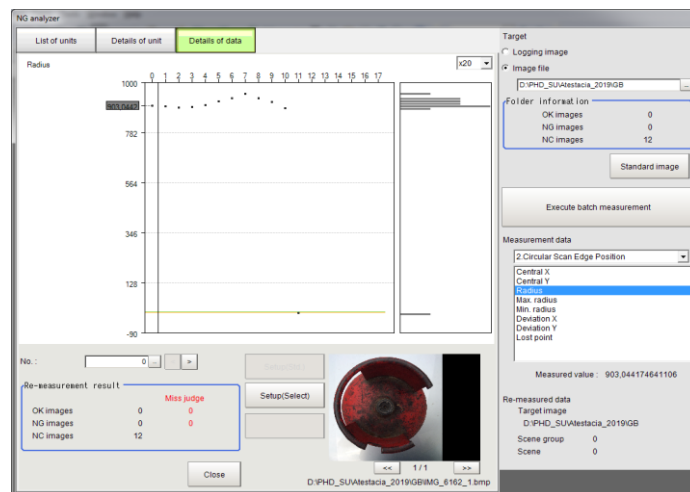 NG analyzer
List of units
Details of unit
Details of data
Radius
x20
0 1 2 3 4 5 6 7 8 9 10 11 12 13 14 15 16 17
1000
903,0442
782
564
346
128
-90
No. :
0
...
<
>
Setup(Select)
Re-measurement result
Miss judge
OK images 0 0
NG images 0 0
NC images 12
Close
<<
1 / 1
>>
D:\PHD_SU\Atestacia_2019\GB\IMG_6162_1.bmp
Target
Logging image
Image file
D:\PHD_SU\Atestacia_2019\GB
...
Folder information
OK images 0
NG images 0
NC images 12
Standard image
Execute batch measurement
Measurement data
2.Circular Scan Edge Position
Central X
Central Y
Radius
Max. radius
Min. radius
Deviation X
Deviation Y
Lost point
Measured value : 903,044174641106
Re-measured data
Target image
D:\PHD_SU\Atestacia_2019\GB
Scene group 0
Scene 0